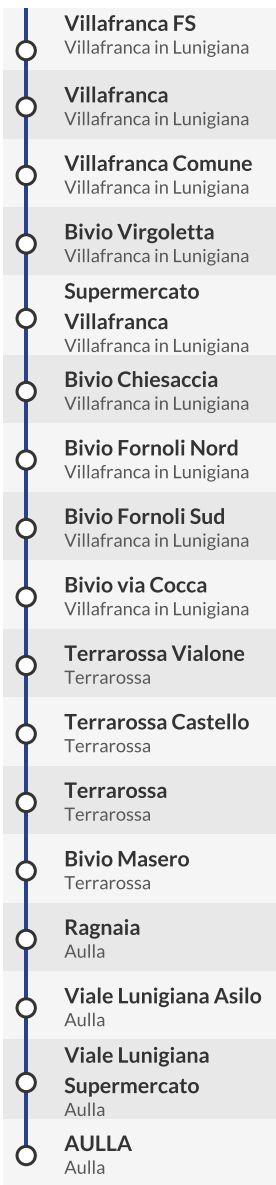 Villafranca FS
Villafranca in Lunigiana
Villafranca
Villafranca in Lunigiana
Villafranca Comune
Villafranca in Lunigiana
Bivio Virgoletta
Villafranca in Lunigiana
Supermercato
Villafranca
Villafranca in Lunigiana
Bivio Chiesaccia
Villafranca in Lunigiana
Bivio Fornoli Nord
Villafranca in Lunigiana
Bivio Fornoli Sud
Villafranca in Lunigiana
Bivio via Cocca
Villafranca in Lunigiana
Terrarossa Vialone
Terrarossa
Terrarossa Castello
Terrarossa
Terrarossa
Terrarossa
Bivio Masero
Terrarossa
Ragnaia
Aulla
Viale Lunigiana Asilo
Aulla
Viale Lunigiana
Supermercato
Aulla
AULLA
Aulla